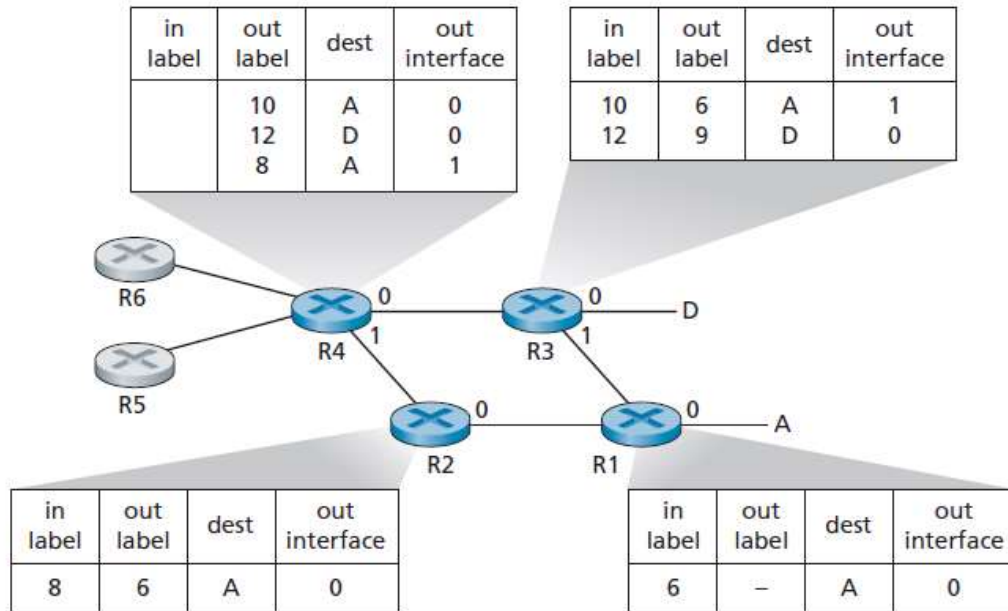 in label out label dest out interface
10 A 0
12 D 0
8 A 1
in label out label dest out interface
10 6 A 1
12 9 D 0
R6
R4 0 1
R3 0 1
D
R5
R2 0
R1 0
A
in label out label dest out interface
8 6 A 0
in label out label dest out interface
6 – A 0